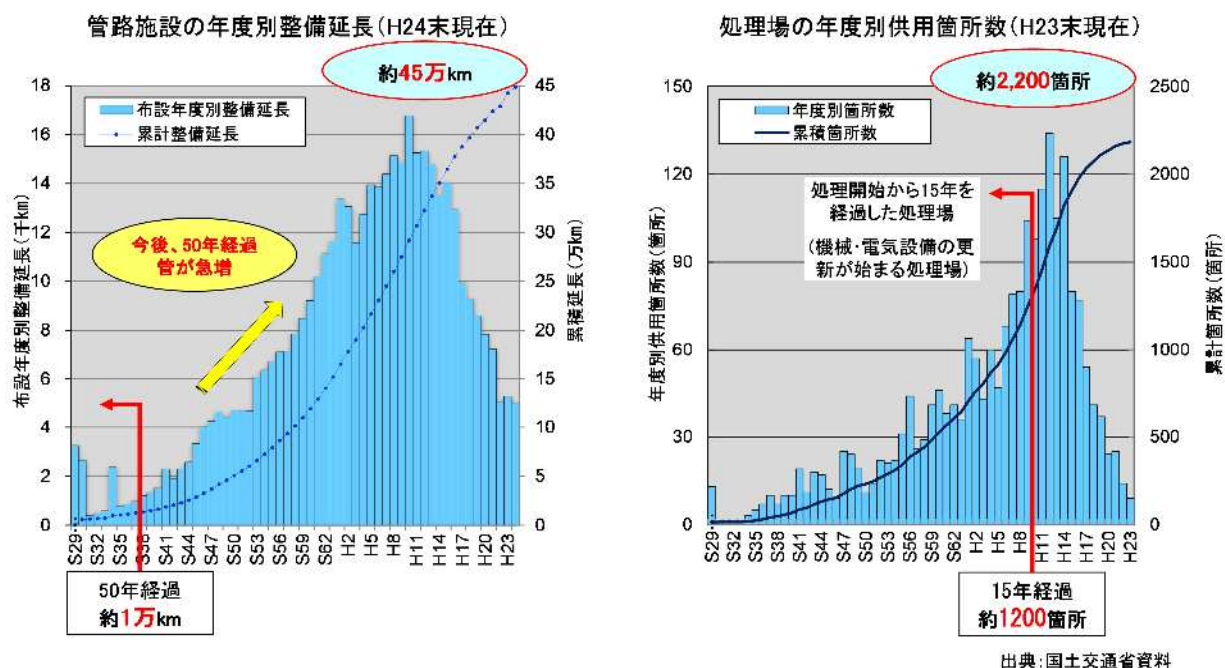 管路施設の年度別整備延長(H24末現在)
約45万km
布設年度別整備延長
累計整備延長
今後、50年経過
管が急増
布設年度別整備延長(千km)
累積延長(万km)
18
16
14
12
10
8
6
4
2
0
45
40
35
30
25
20
15
10
5
0
S29
S32
S35
S38
S41
S44
S47
S50
S53
S56
S59
S62
H2
H5
H8
H11
H14
H17
H20
H23
50年経過
約1万km
処理場の年度別供用箇所数(H23末現在)
約2,200箇所
年度別箇所数
累積箇所数
処理開始から15年を
経過した処理場
(機械・電気設備の更
新が始まる処理場)
年度別供用箇所数(箇所)
累計箇所数(箇所)
150
120
90
60
30
0
2500
2000
1500
1000
500
0
S29
S32
S35
S38
S41
S44
S47
S50
S53
S56
S59
S62
H2
H5
H8
H11
H14
H17
H20
H23
15年経過
約1200箇所
出典:国土交通省資料